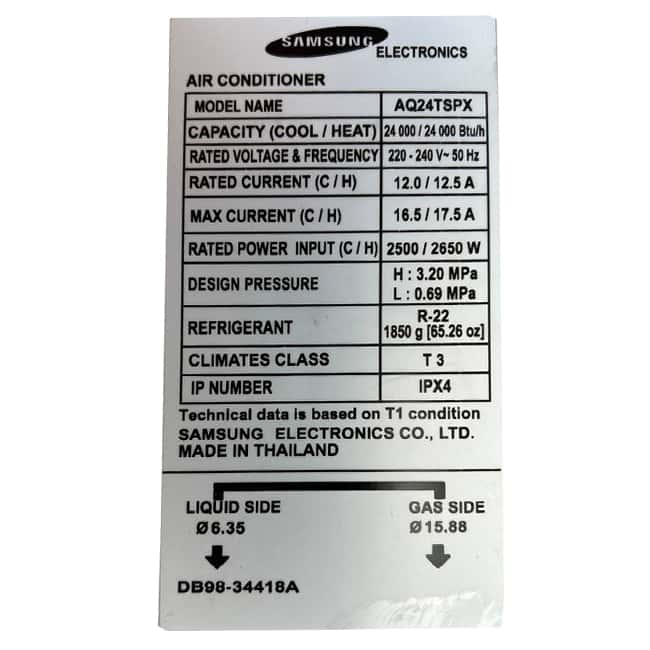 SAMSUNG ELECTRONICS
AIR CONDITIONER
MODEL NAME AQ24TSPX
CAPACITY (COOL / HEAT) 24 000 / 24 000 Btu/h
RATED VOLTAGE & FREQUENCY 220 - 240 V~ 50 Hz
RATED CURRENT (C / H) 12.0 / 12.5 A
MAX CURRENT (C / H) 16.5 / 17.5 A
RATED POWER INPUT (C / H) 2500 / 2650 W
DESIGN PRESSURE H : 3.20 MPa
L : 0.69 MPa
REFRIGERANT R-22
1850 g [65.26 oz]
CLIMATES CLASS T 3
IP NUMBER IPX4
Technical data is based on T1 condition
SAMSUNG ELECTRONICS CO., LTD.
MADE IN THAILAND
LIQUID SIDE GAS SIDE
Ø 6.35 Ø 15.88
DB98-34418A